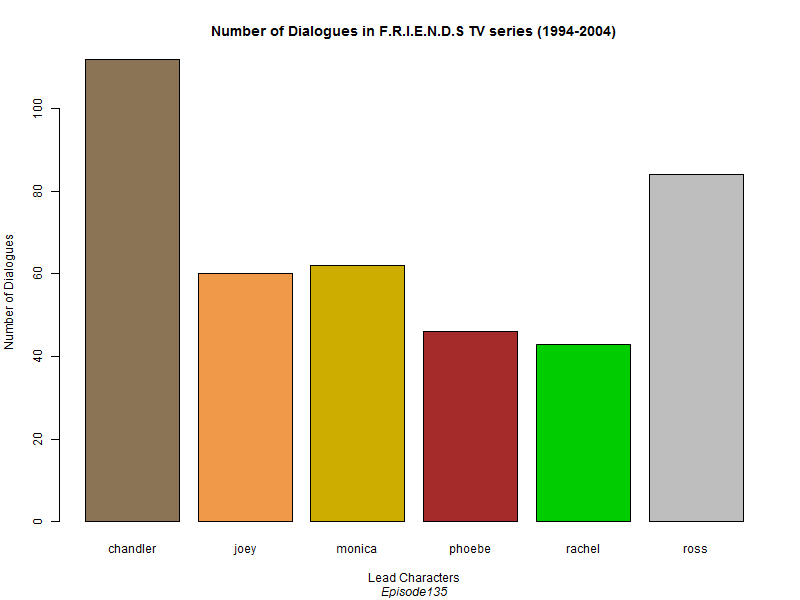 Number of Dialogues in F.R.I.E.N.D.S TV series (1994-2004)
Number of Dialogues
100
80
60
40
20
0
chandler joey monica phoebe rachel ross
Lead Characters
Episode135